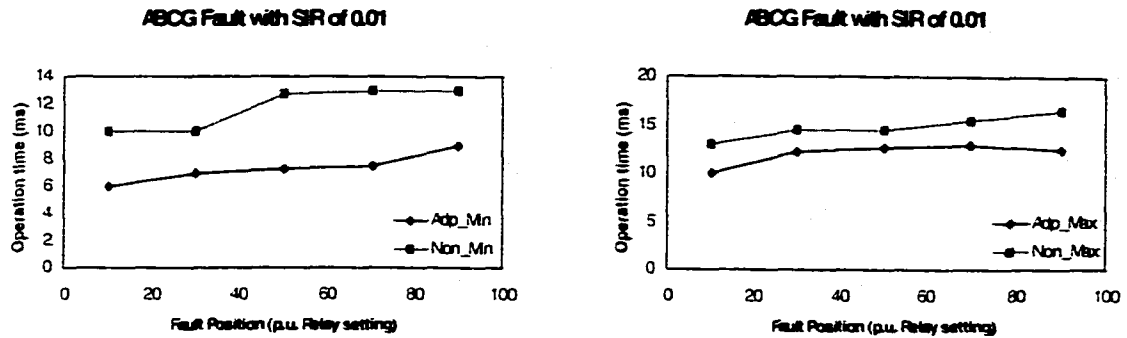 ABCG Fault with SIR of 0.01
14
12
10
8
6
4
2
0
Operation time (ms)
Adp_Min
Non_Min
0 20 40 60 80 100
Fault Position (p.u. Relay setting)
ABCG Fault with SIR of 0.01
20
15
10
5
0
Operation time (ms)
Adp_Max
Non_Max
0 20 40 60 80 100
Fault Position (p.u. Relay setting)